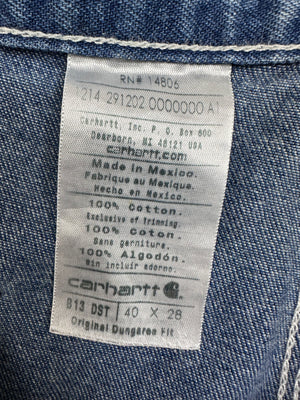 RN# 14806
1214 291202 0000000 A1
Carhartt, Inc. P. O. Box 600
Dearborn, MI 48121 USA
carhartt.com
Made in Mexico.
Fabrique au Mexique.
Hecho en Mexico.
100% Cotton.
Exclusive of Trimming.
100% Coton.
Sans garniture.
100% Algodón.
Sin incluir adorno.
carhartt
B13 DST 40 X 28
Original Dungaree Fit